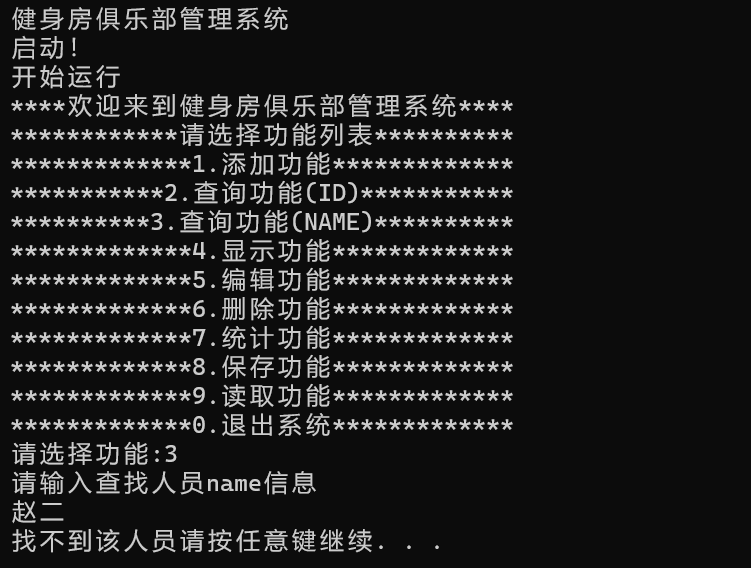 健身房俱乐部管理系统
启动!
开始运行
****欢迎来到健身房俱乐部管理系统****
************请选择功能列表**********
*************1.添加功能*************
***********2.查询功能(ID)***********
**********3.查询功能(NAME)**********
*************4.显示功能*************
*************5.编辑功能*************
*************6.删除功能*************
*************7.统计功能*************
*************8.保存功能*************
*************9.读取功能*************
*************0.退出系统*************
请选择功能:3
请输入查找人员name信息
赵二
找不到该人员请按任意键继续. . .